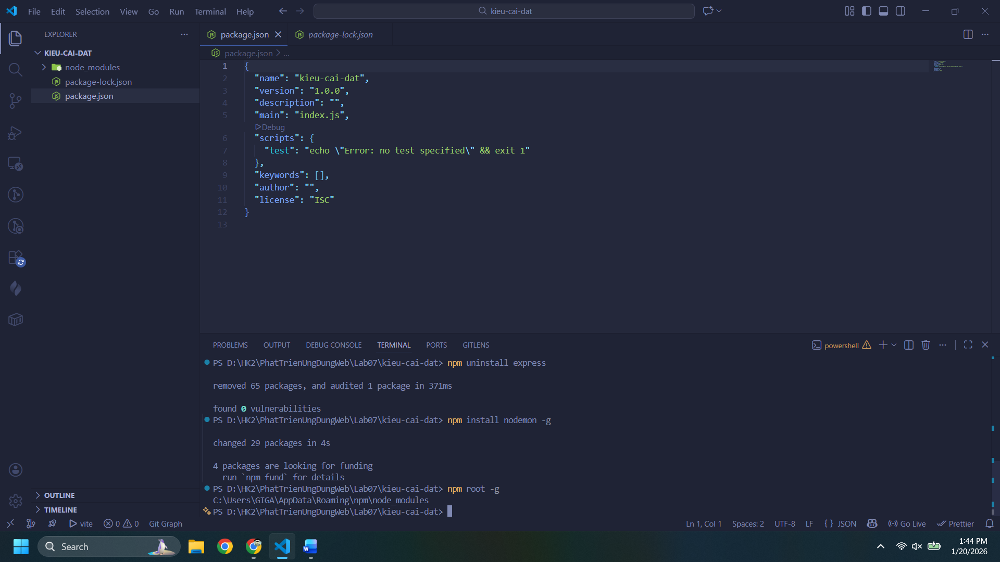 File Edit Selection View Go Run Terminal Help
kieu-cai-dat
EXPLORER
KIEU-CAI-DAT
node_modules
package-lock.json
package.json
package.json
package-lock.json
package.json > ...
1 {
2 "name": "kieu-cai-dat",
3 "version": "1.0.0",
4 "description": "",
5 "main": "index.js",
Debug
6 "scripts": {
7 "test": "echo \"Error: no test specified\" && exit 1"
8 },
9 "keywords": [],
10 "author": "",
11 "license": "ISC"
12 }
13
PROBLEMS OUTPUT DEBUG CONSOLE TERMINAL PORTS GITLENS
powershell
PS D:\HK2\PhatTrienUngDungWeb\Lab07\kieu-cai-dat> npm uninstall express
removed 65 packages, and audited 1 package in 371ms
found 0 vulnerabilities
PS D:\HK2\PhatTrienUngDungWeb\Lab07\kieu-cai-dat> npm install nodemon -g
changed 29 packages in 4s
4 packages are looking for funding
run `npm fund` for details
PS D:\HK2\PhatTrienUngDungWeb\Lab07\kieu-cai-dat> npm root -g
C:\Users\GIGA\AppData\Roaming\npm\node_modules
PS D:\HK2\PhatTrienUngDungWeb\Lab07\kieu-cai-dat>
OUTLINE
TIMELINE
vite 0 0 Git Graph
Ln 1, Col 1 Spaces: 2 UTF-8 LF {} JSON Go Live Prettier
Search
1:44 PM
1/20/2026